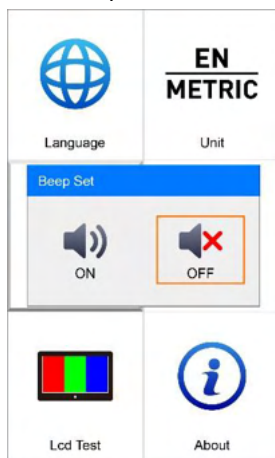 EN
METRIC
Language
Unit
Beep Set
ON
OFF
Lcd Test
About